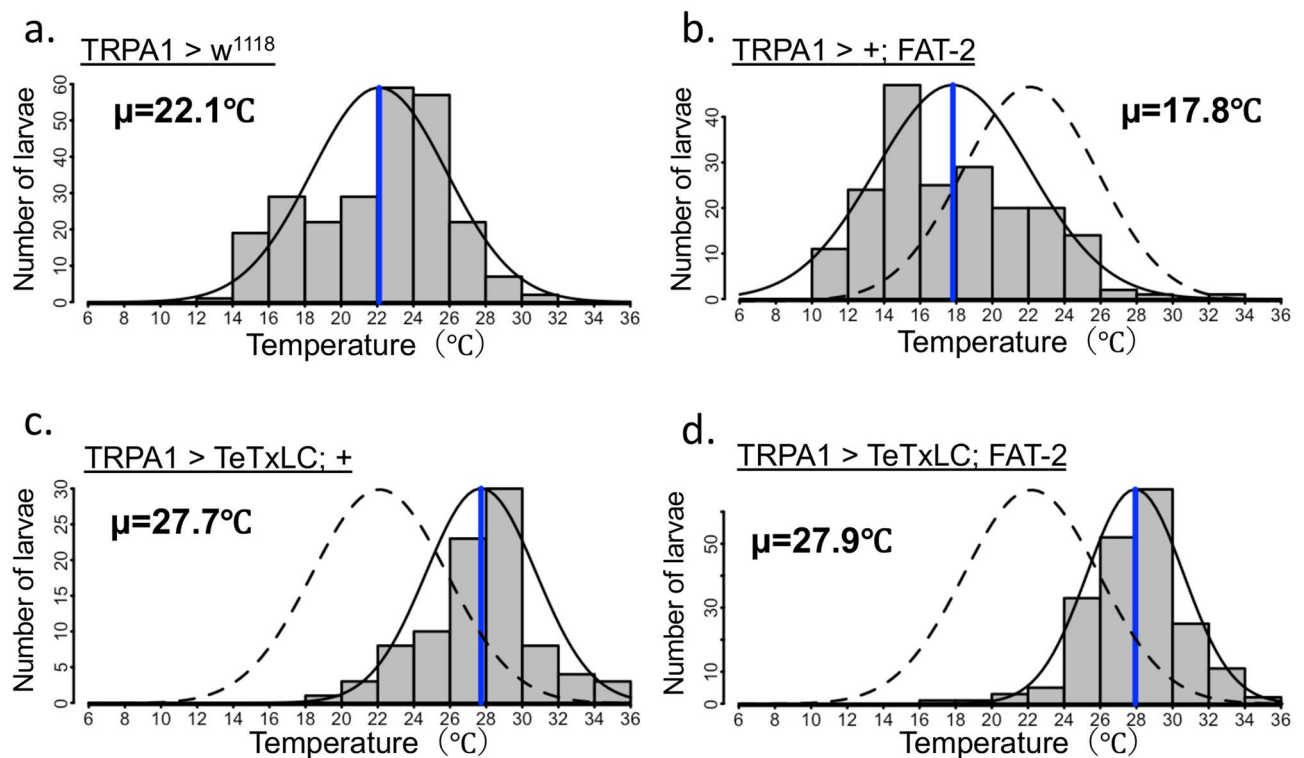 a.
TRPA1 > w1118
μ=22.1℃
Number of larvae
0 10 20 30 40 50 60
6 8 10 12 14 16 18 20 22 24 26 28 30 32 34 36
Temperature（℃）
b.
TRPA1 > +; FAT-2
μ=17.8℃
Number of larvae
0 10 20 30 40
6 8 10 12 14 16 18 20 22 24 26 28 30 32 34 36
Temperature（℃）
c.
TRPA1 > TeTxLC; +
μ=27.7℃
Number of larvae
0 5 10 15 20 25 30
6 8 10 12 14 16 18 20 22 24 26 28 30 32 34 36
Temperature（℃）
d.
TRPA1 > TeTxLC; FAT-2
μ=27.9℃
Number of larvae
0 10 30 50
6 8 10 12 14 16 18 20 22 24 26 28 30 32 34 36
Temperature（℃）